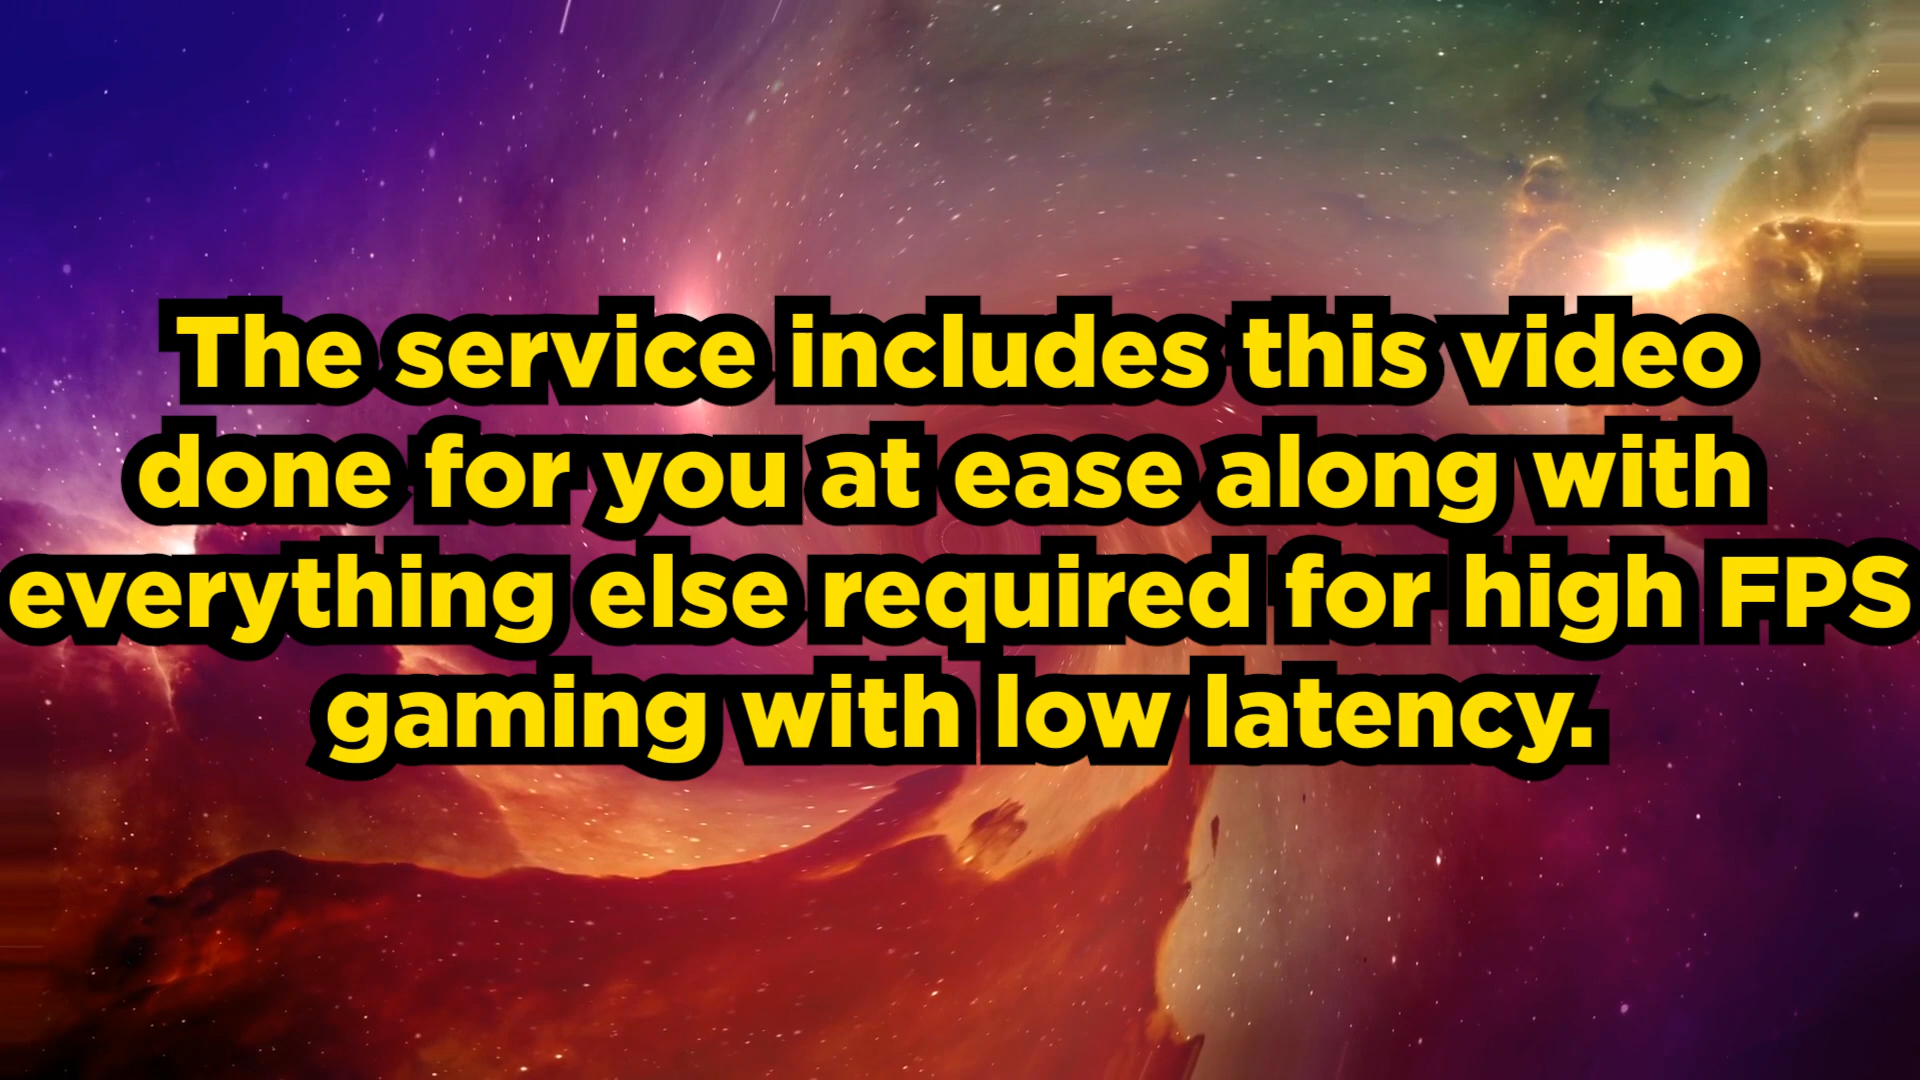 The service includes this video
done for you at ease along with
everything else required for high FPS
gaming with low latency.